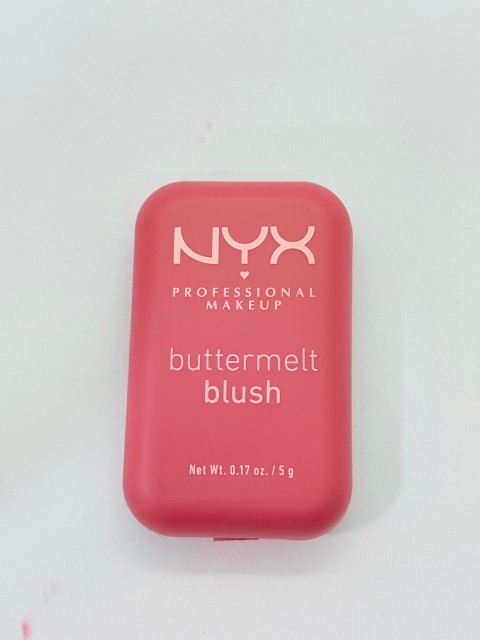 NYX
PROFESSIONAL
MAKEUP
buttermelt
blush
Net Wt. 0.17 oz. / 5 g